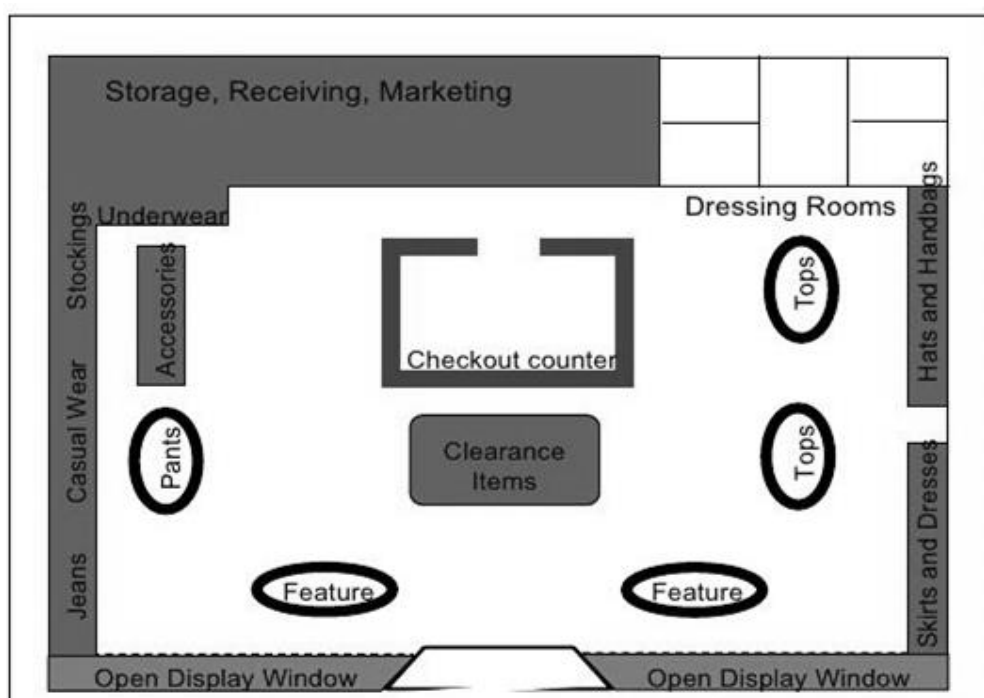 Storage, Receiving, Marketing
Underwear
Dressing Rooms
Stockings
Accessories
Tops
Hats and Handbags
Checkout counter
Casual Wear
Pants
Clearance
Items
Tops
Jeans
Feature
Feature
Skirts and Dresses
Open Display Window
Open Display Window